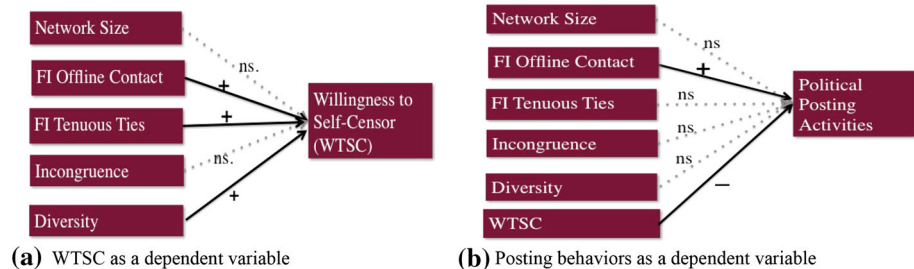 Network Size
ns.
FI Offline Contact
+
FI Tenuous Ties
+
Willingness to
Self-Censor
(WTSC)
Incongruence
ns.
Diversity
+
(a) WTSC as a dependent variable
Network Size
ns
FI Offline Contact
+
FI Tenuous Ties
ns
Political
Posting
Activities
Incongruence
ns
Diversity
ns
WTSC
–
(b) Posting behaviors as a dependent variable